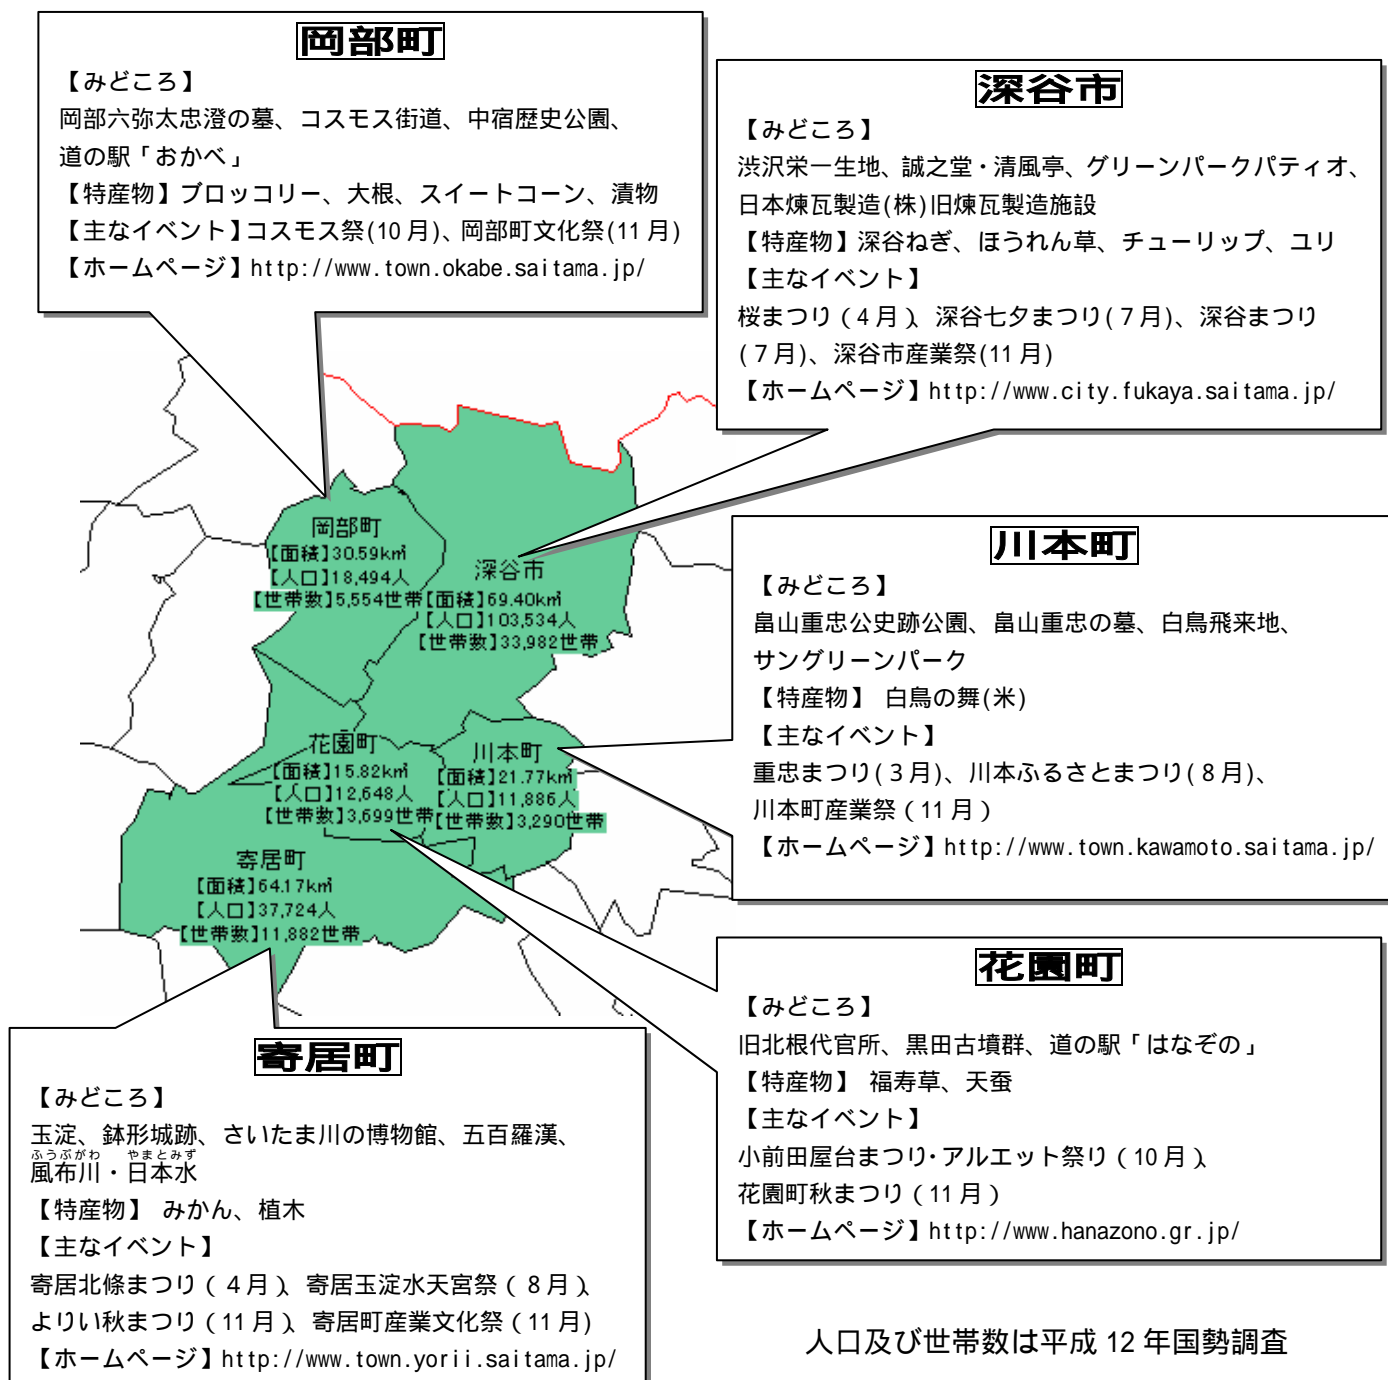 岡部町
【みどころ】
岡部六弥太忠澄の墓、コスモス街道、中宿歴史公園、
道の駅「おかべ」
【特産物】ブロッコリー、大根、スイートコーン、漬物
【主なイベント】コスモス祭(10月)、岡部町文化祭(11月)
【ホームページ】http://www.town.okabe.saitama.jp/
深谷市
【みどころ】
渋沢栄一生地、誠之堂・清風亭、グリーンパークパティオ、
日本煉瓦製造(株)旧煉瓦製造施設
【特産物】深谷ねぎ、ほうれん草、チューリップ、ユリ
【主なイベント】
桜まつり（4月）、深谷七夕まつり(7月)、深谷まつり
(7月)、深谷市産業祭(11月)
【ホームページ】http://www.city.fukaya.saitama.jp/
岡部町
【面積】30.59k㎡
【人口】18,494人
【世帯数】5,554世帯
深谷市
【面積】69.40k㎡
【人口】103,534人
【世帯数】33,982世帯
川本町
【みどころ】
畠山重忠公史跡公園、畠山重忠の墓、白鳥飛来地、
サングリーンパーク
【特産物】 白鳥の舞(米)
【主なイベント】
重忠まつり(3月)、川本ふるさとまつり(8月)、
川本町産業祭（11月）
【ホームページ】http://www.town.kawamoto.saitama.jp/
花園町
【面積】15.82k㎡
【人口】12,648人
【世帯数】3,699世帯
川本町
【面積】21.77k㎡
【人口】11,886人
【世帯数】3,290世帯
寄居町
【面積】64.17k㎡
【人口】37,724人
【世帯数】11,882世帯
花園町
【みどころ】
旧北根代官所、黒田古墳群、道の駅「はなぞの」
【特産物】 福寿草、天蚕
【主なイベント】
小前田屋台まつり・アルエット祭り（10月）、
花園町秋まつり（11月）
【ホームページ】http://www.hanazono.gr.jp/
寄居町
【みどころ】
玉淀、鉢形城跡、さいたま川の博物館、五百羅漢、
ふうぷがわ やまとみず
風布川・日本水
【特産物】 みかん、植木
【主なイベント】
寄居北條まつり（4月）、寄居玉淀水天宮祭（8月）、
よりい秋まつり（11月）、寄居町産業文化祭（11月)
【ホームページ】http://www.town.yorii.saitama.jp/
人口及び世帯数は平成12年国勢調査